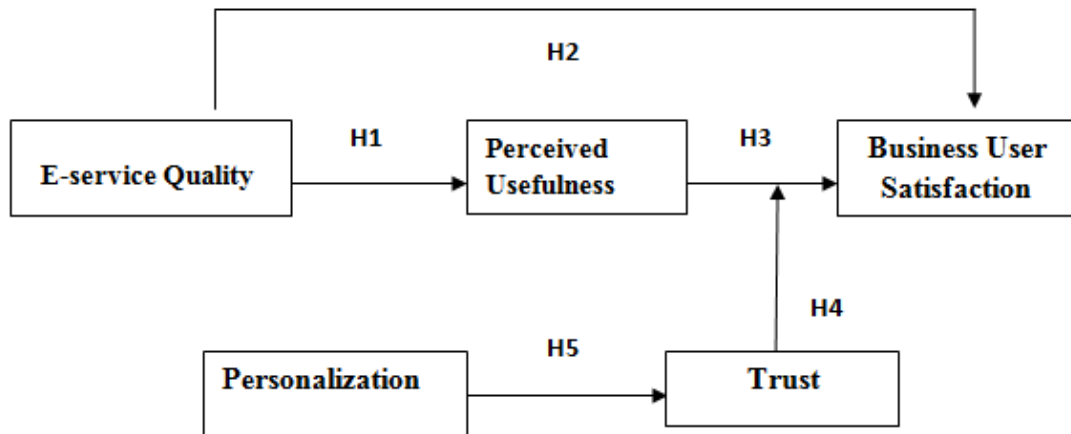 H2
E-service Quality
H1
Perceived
Usefulness
H3
Business User
Satisfaction
H4
Personalization
H5
Trust